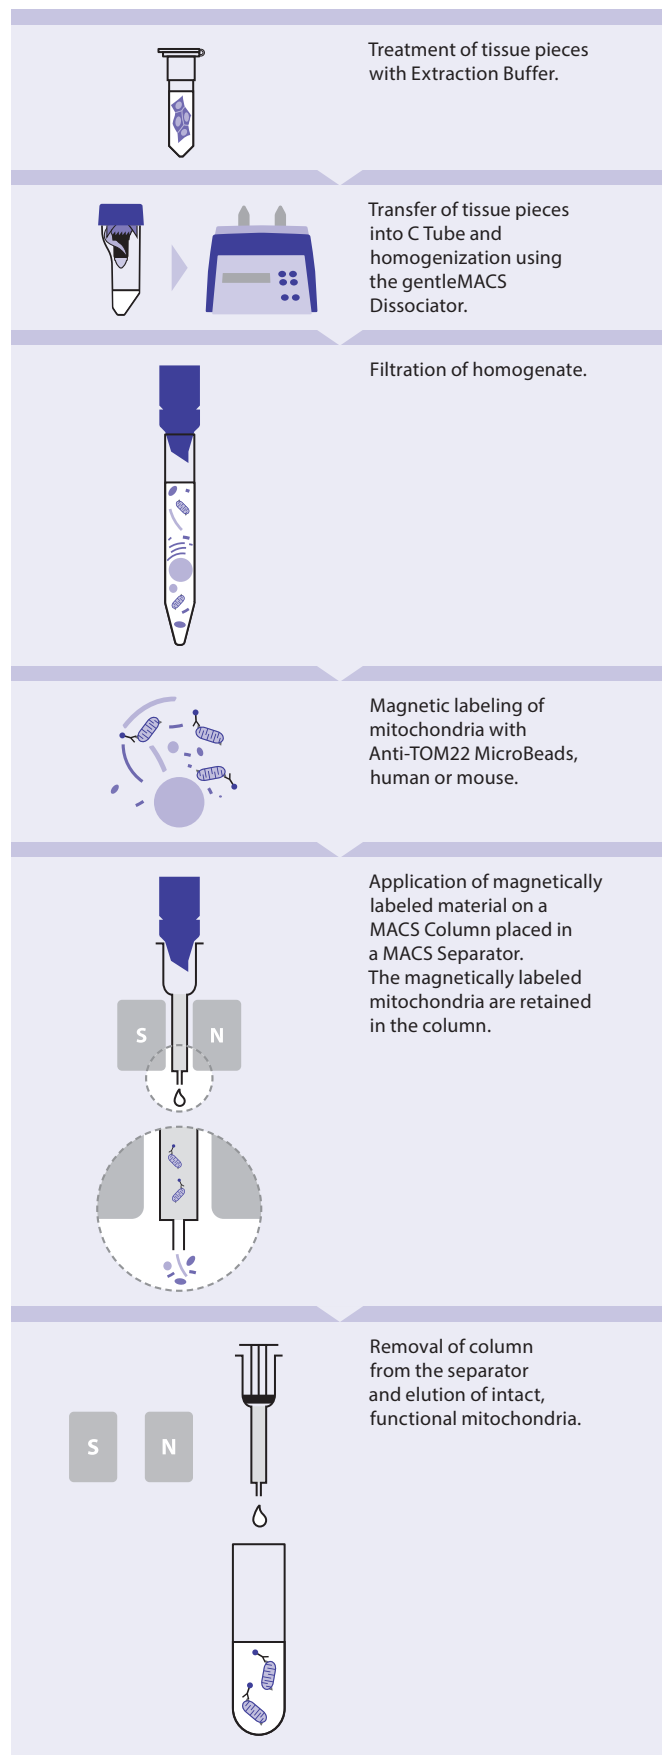 Treatment of tissue pieces
with Extraction Buffer.
Transfer of tissue pieces
into C Tube and
homogenization using
the gentleMACS
Dissociator.
Filtration of homogenate.
Magnetic labeling of
mitochondria with
Anti-TOM22 MicroBeads,
human or mouse.
Application of magnetically
labeled material on a
MACS Column placed in
a MACS Separator.
The magnetically labeled
mitochondria are retained
in the column.
S N
Removal of column
from the separator
and elution of intact,
functional mitochondria.
S N